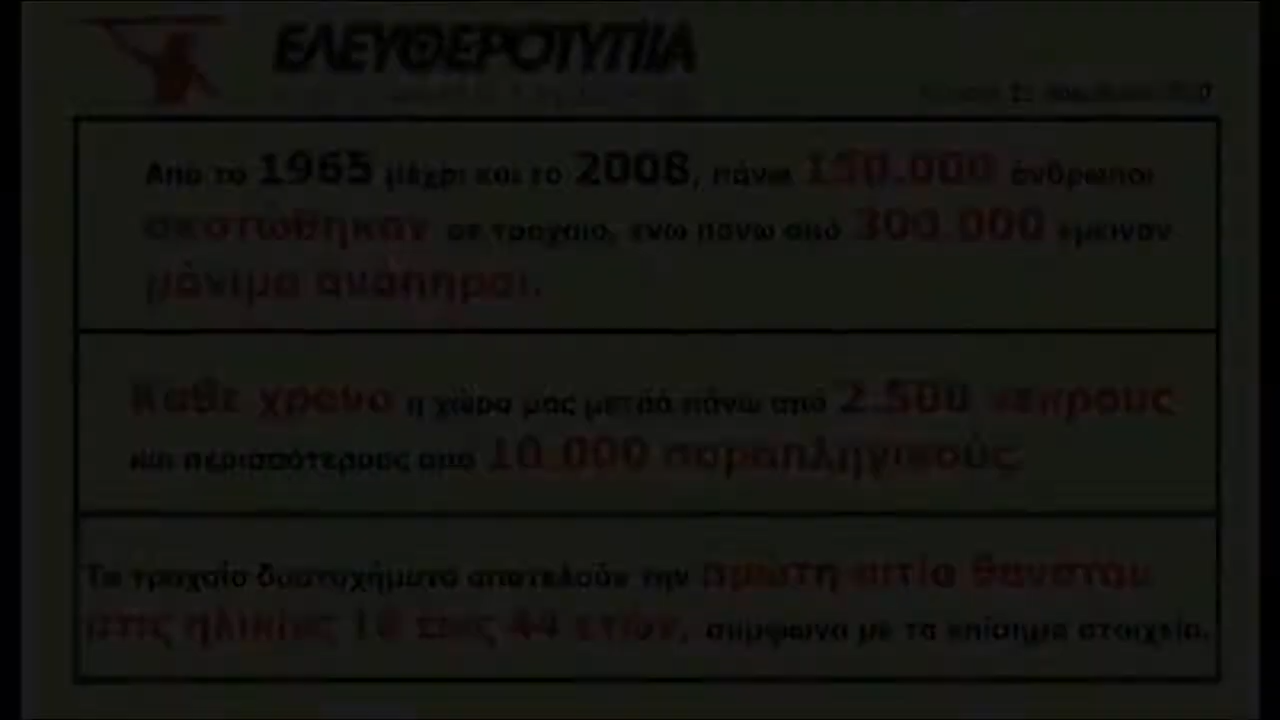 ΕΛΕΥΘΕΡΟΤΥΠΙΑ
Από το 1965 μέχρι και το 2008, πάνω 150.000 άνθρωποι
σκοτώθηκαν σε τροχαία, ενώ πάνω από 300.000 έμειναν
μόνιμα ανάπηροι.
Κάθε χρόνο η χώρα μας μετρά πάνω από 2.500 νεκρούς
και περισσότερους από 10.000 παραπληγικούς
Τα τροχαία δυστυχήματα αποτελούν την πρώτη αιτία θανάτου
στις ηλικίες 18 έως 44 ετών, σύμφωνα με τα επίσημα στοιχεία.